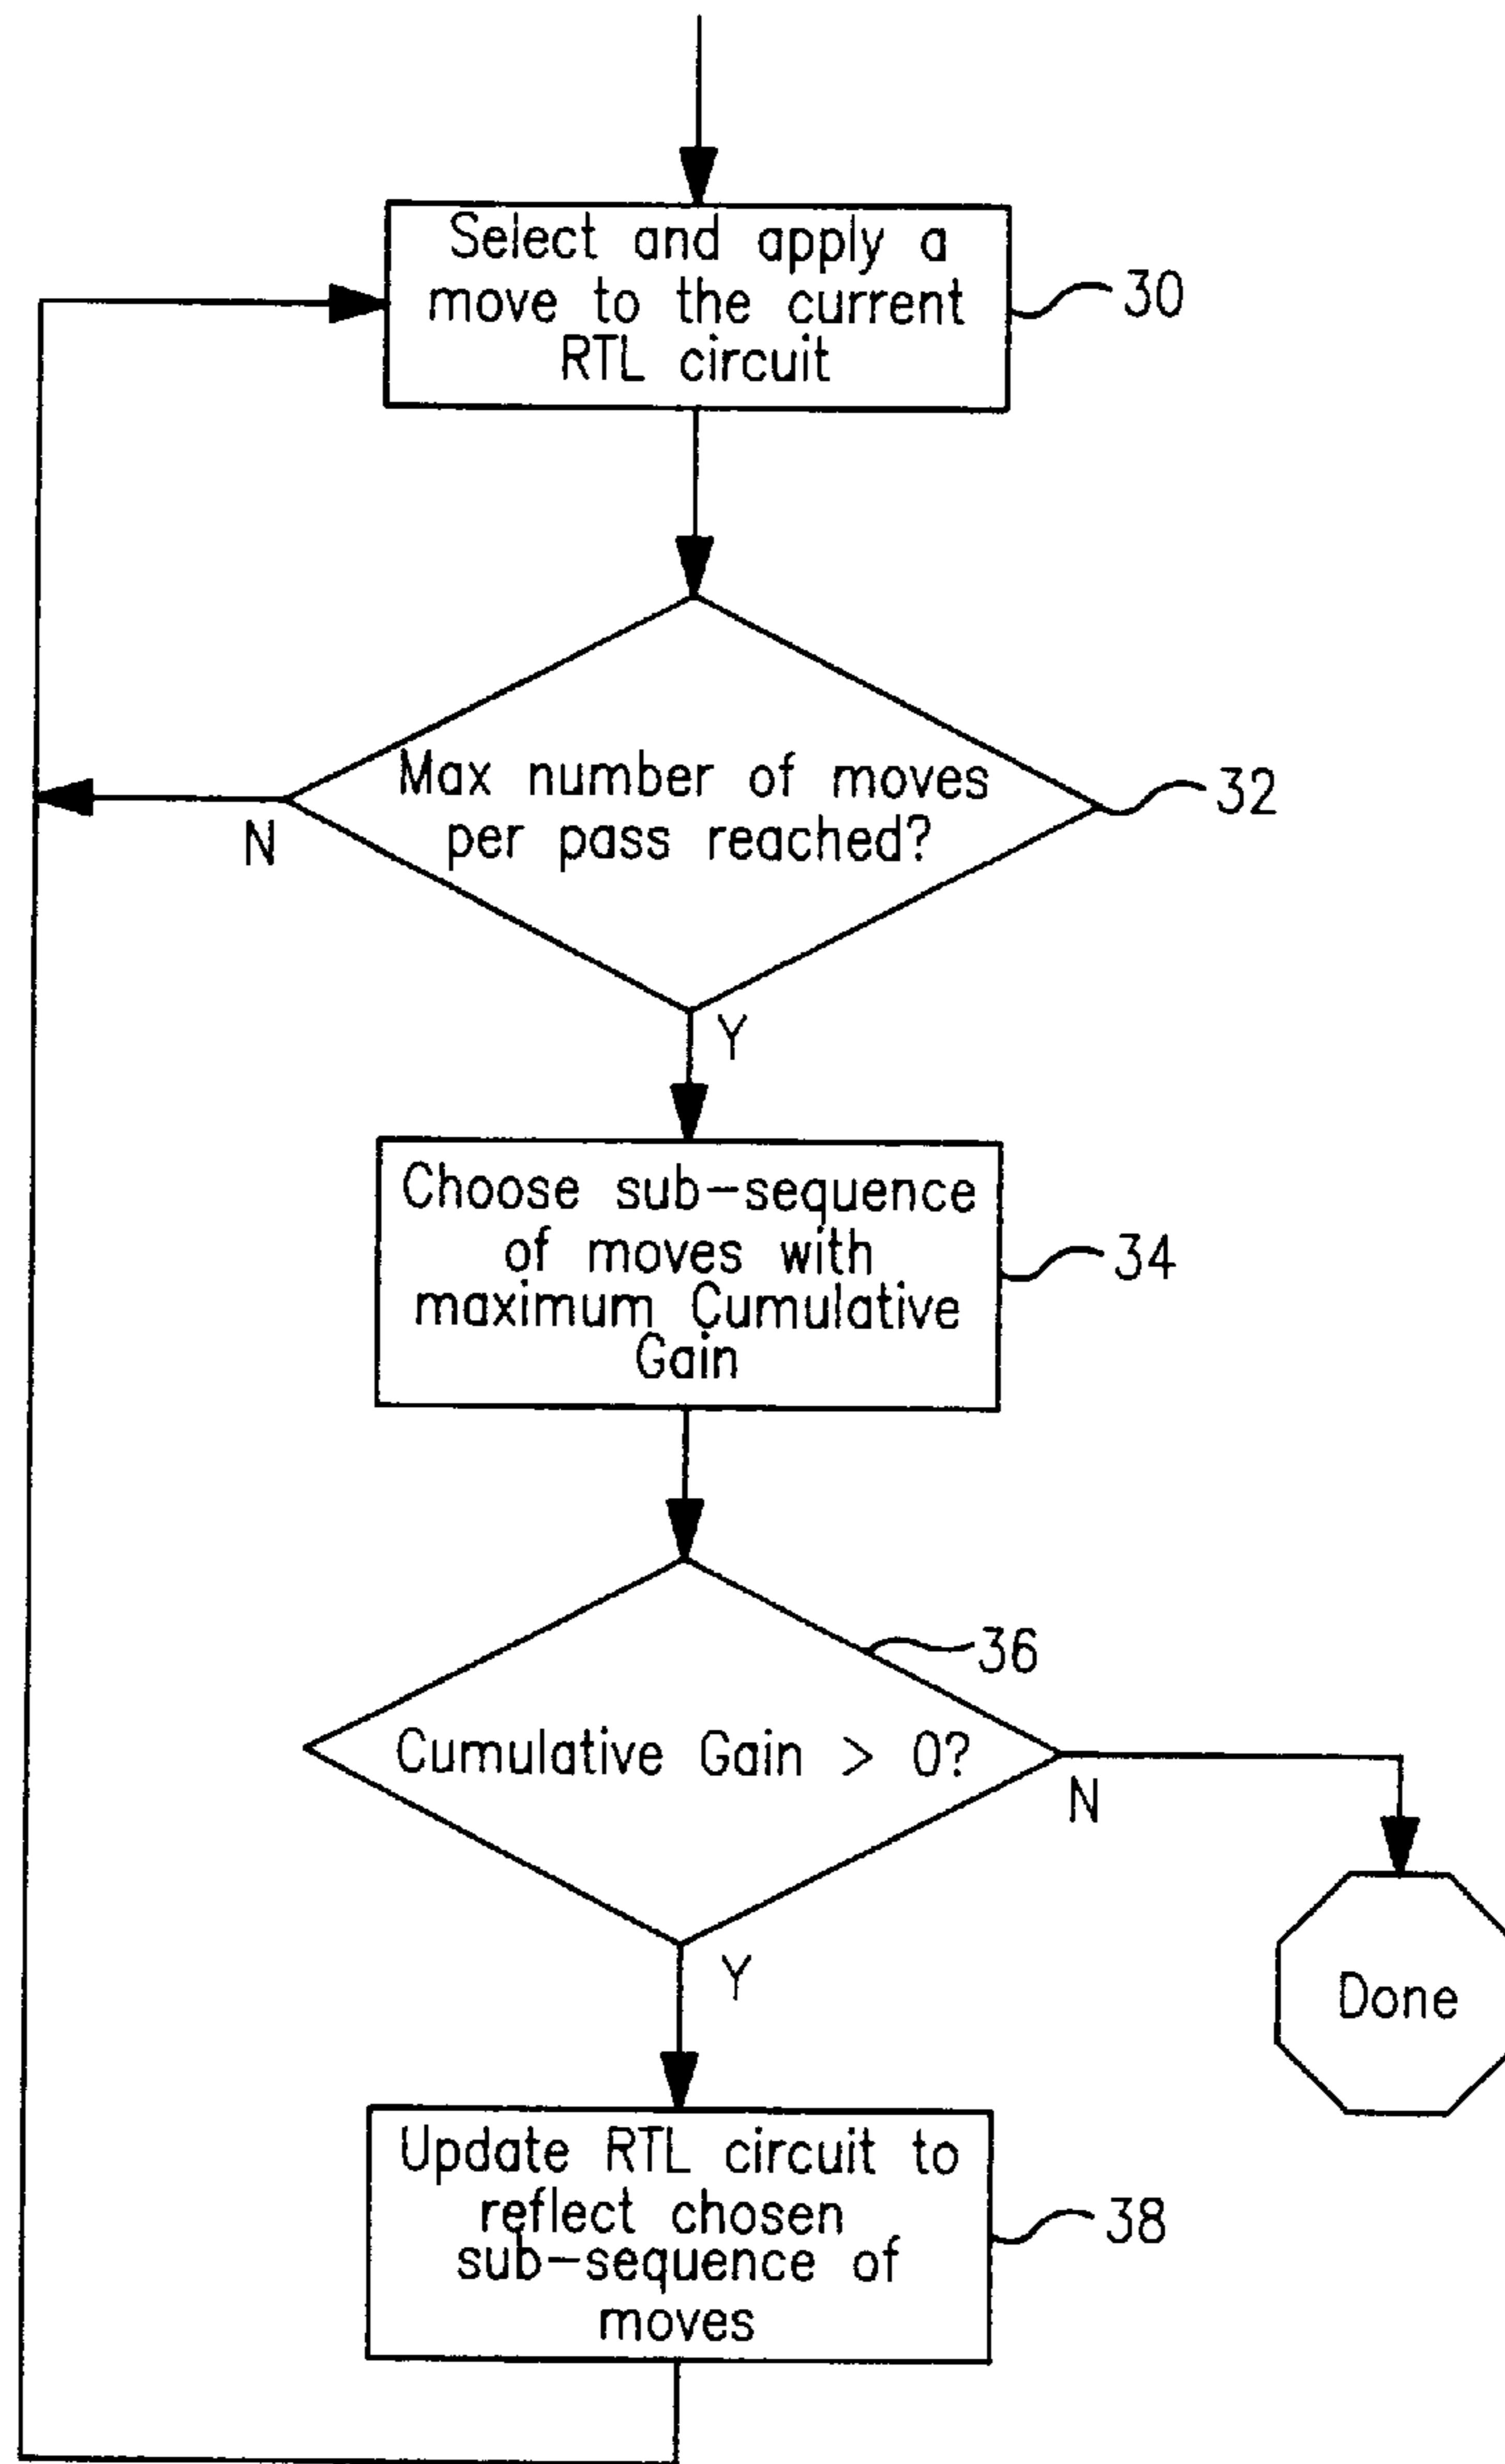 Select and apply a
move to the current
RTL circuit
30
Max number of moves
per pass reached?
32
N
Y
Choose sub-sequence
of moves with
maximum Cumulative
Gain
34
36
Cumulative Gain > 0?
N
Y
Done
Update RTL circuit to
reflect chosen
sub-sequence of
moves
38